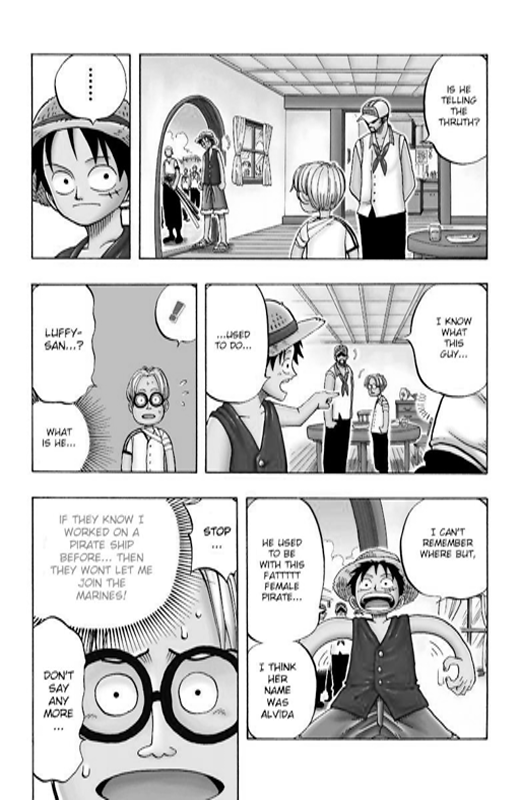 IS HE
TELLING
THE
THRUTH?
......
I KNOW
WHAT
THIS
GUY...
...USED
TO DO...
!
LUFFY-
SAN...?
WHAT
IS HE...
I CAN'T
REMEMBER
WHERE BUT,
HE USED
TO BE
WITH THIS
FATTTTT
FEMALE
PIRATE...
I THINK
HER
NAME
WAS
ALVIDA
STOP
...
IF THEY KNOW I
WORKED ON A
PIRATE SHIP
BEFORE... THEN
THEY WONT LET ME
JOIN THE
MARINES!
DON'T
SAY
ANY
MORE
...